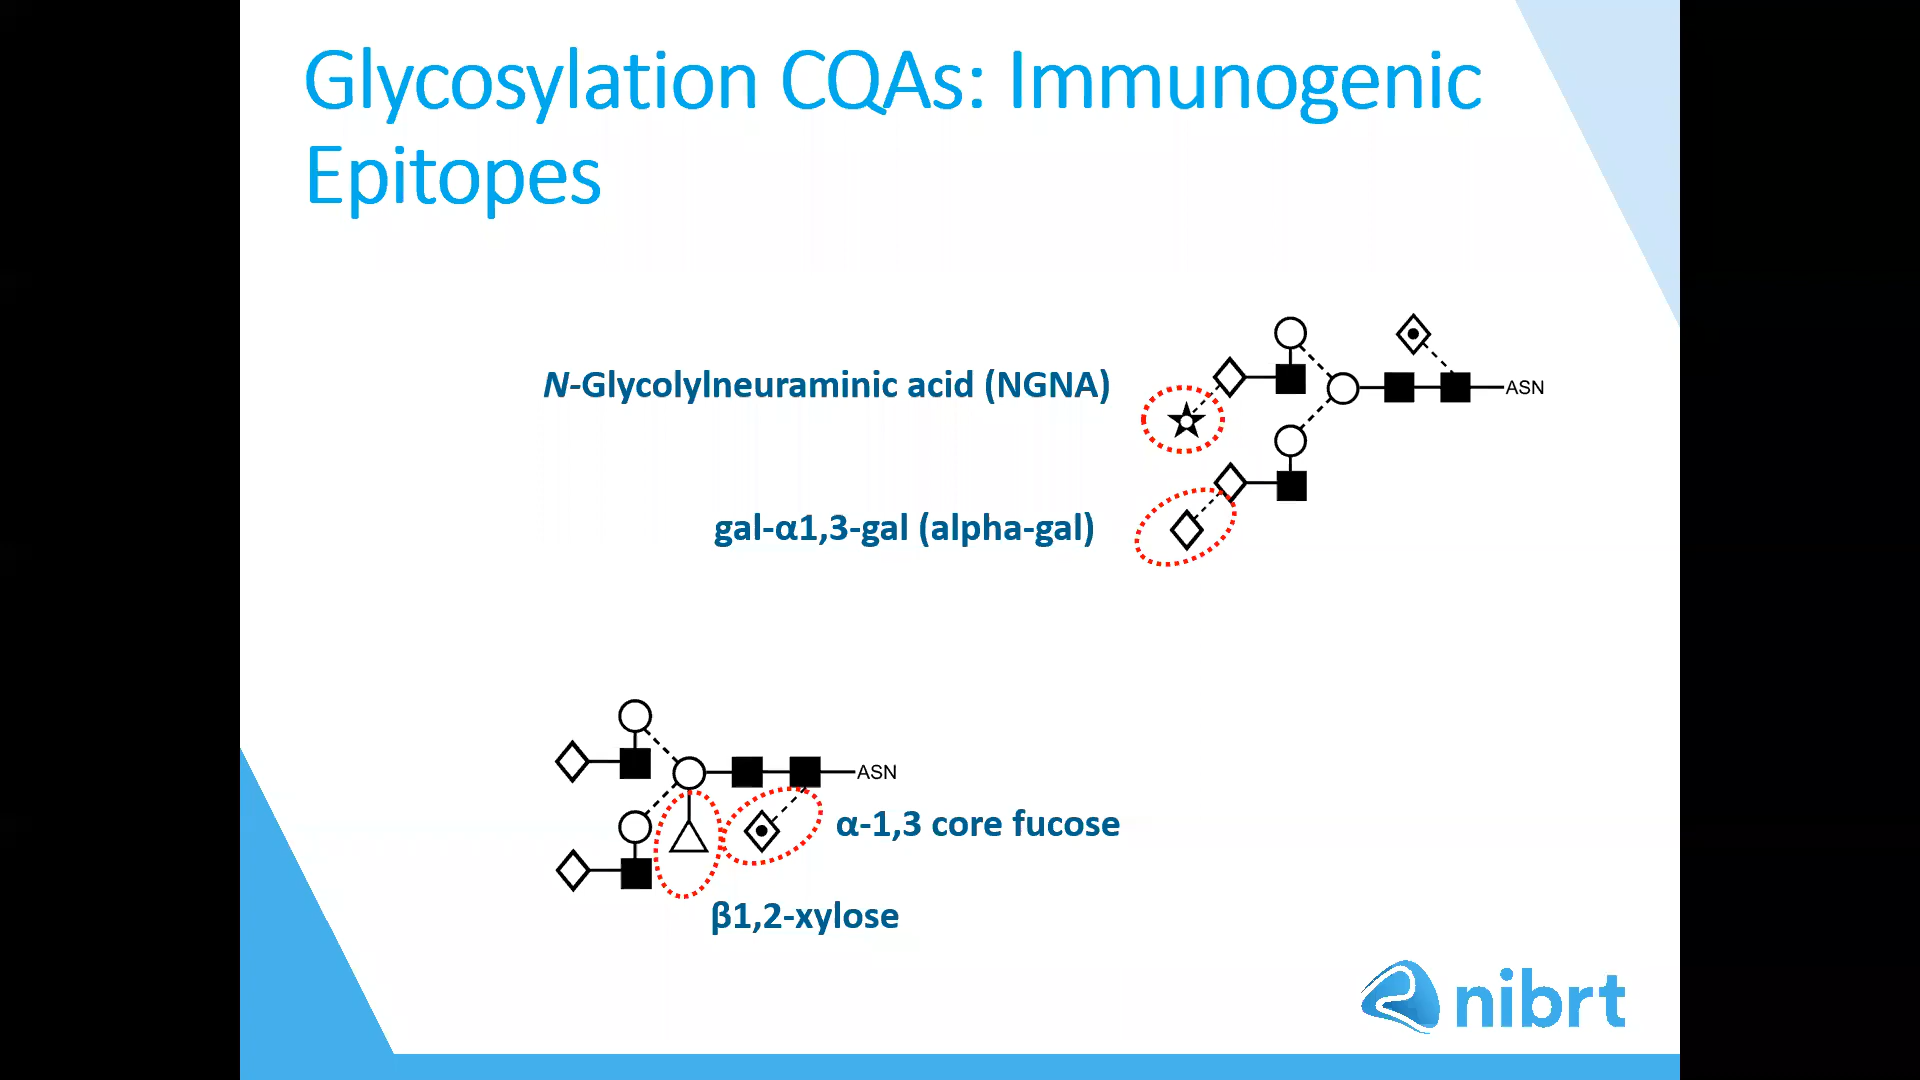 Glycosylation CQAs: Immunogenic
Epitopes
N-Glycolylneuraminic acid (NGNA)
ASN
gal-α1,3-gal (alpha-gal)
ASN
α-1,3 core fucose
β1,2-xylose
nibrt